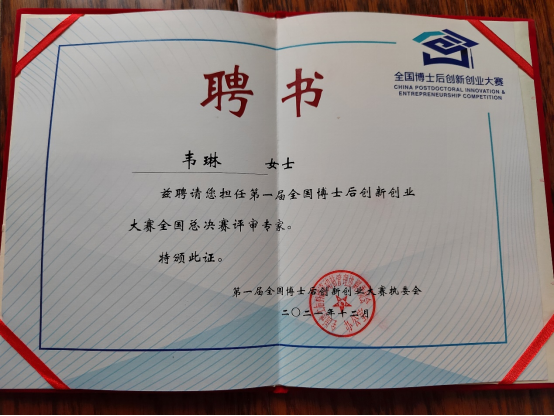 全国博士后创新创业大赛
CHINA POSTDOCTORAL INNOVATION &
ENTREPRENEURSHIP COMPETITION
聘书
韦琳 女士
兹聘请您担任第一届全国博士后创新创业
大赛全国总决赛评审专家。
特颁此证。
第一届全国博士后创新创业大赛执委会
二〇二一年十二月